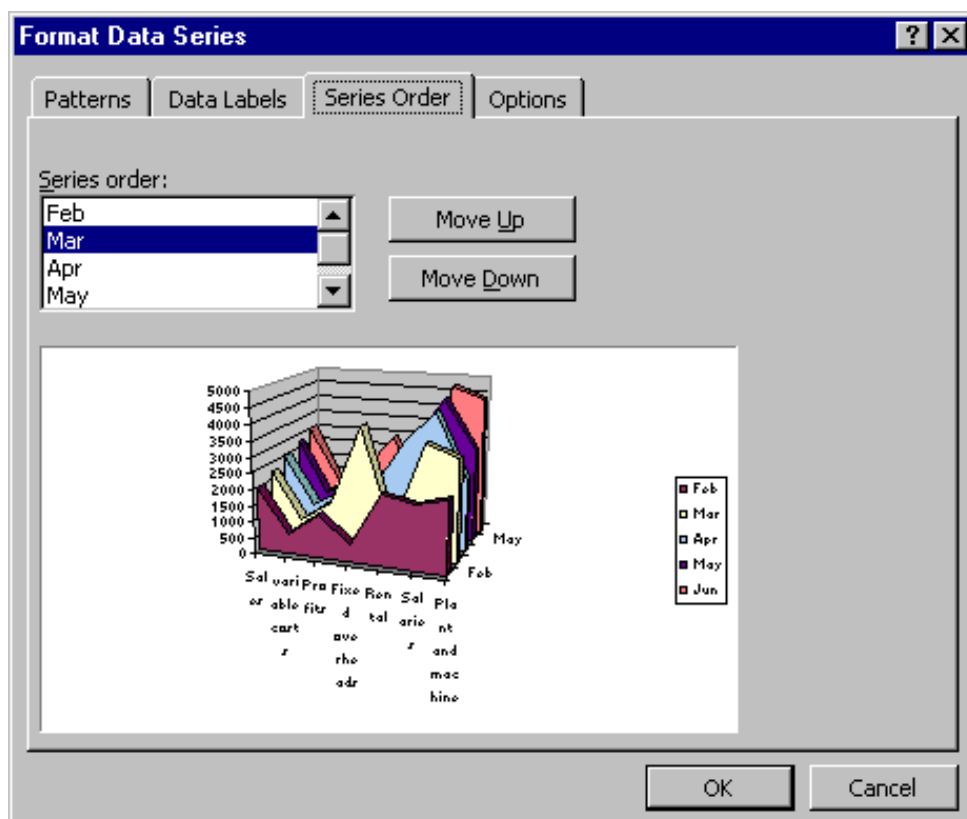 Format Data Series
Patterns Data Labels Series Order Options
Series order:
Feb
Mar
Apr
May
Move Up
Move Down
5000
4500
4000
3500
3000
2500
2000
1500
1000
500
0
May
Feb
Sal vari Pro Fixe Ren Sal Pla
es able fits d tal arie nt
cost ove s and
s rhe mac
ads hine
Feb
Mar
Apr
May
Jun
OK Cancel